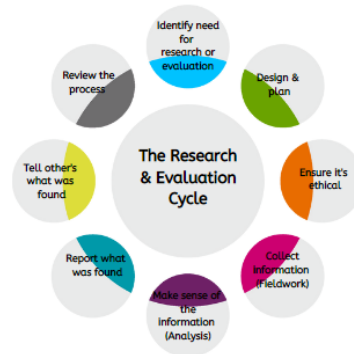 Identify need
for
research or
evaluation
Design &
plan
Ensure it's
ethical
Collect
information
(Fieldwork)
Make sense of
the
information
(Analysis)
Report what
was found
Tell other's
what was
found
Review the
process
The Research
& Evaluation
Cycle